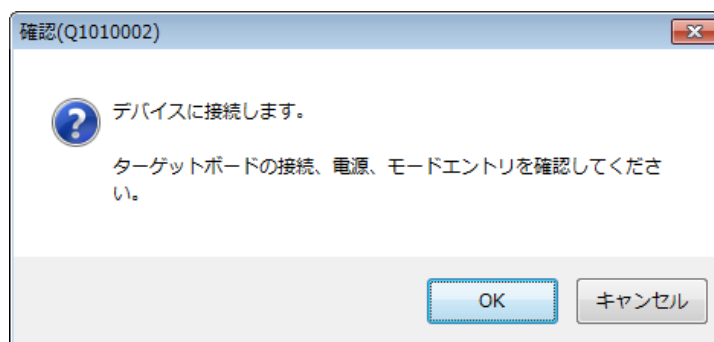 確認(Q1010002)
デバイスに接続します。
ターゲットボードの接続、電源、モードエントリを確認してくださ
い。
OK
キャンセル